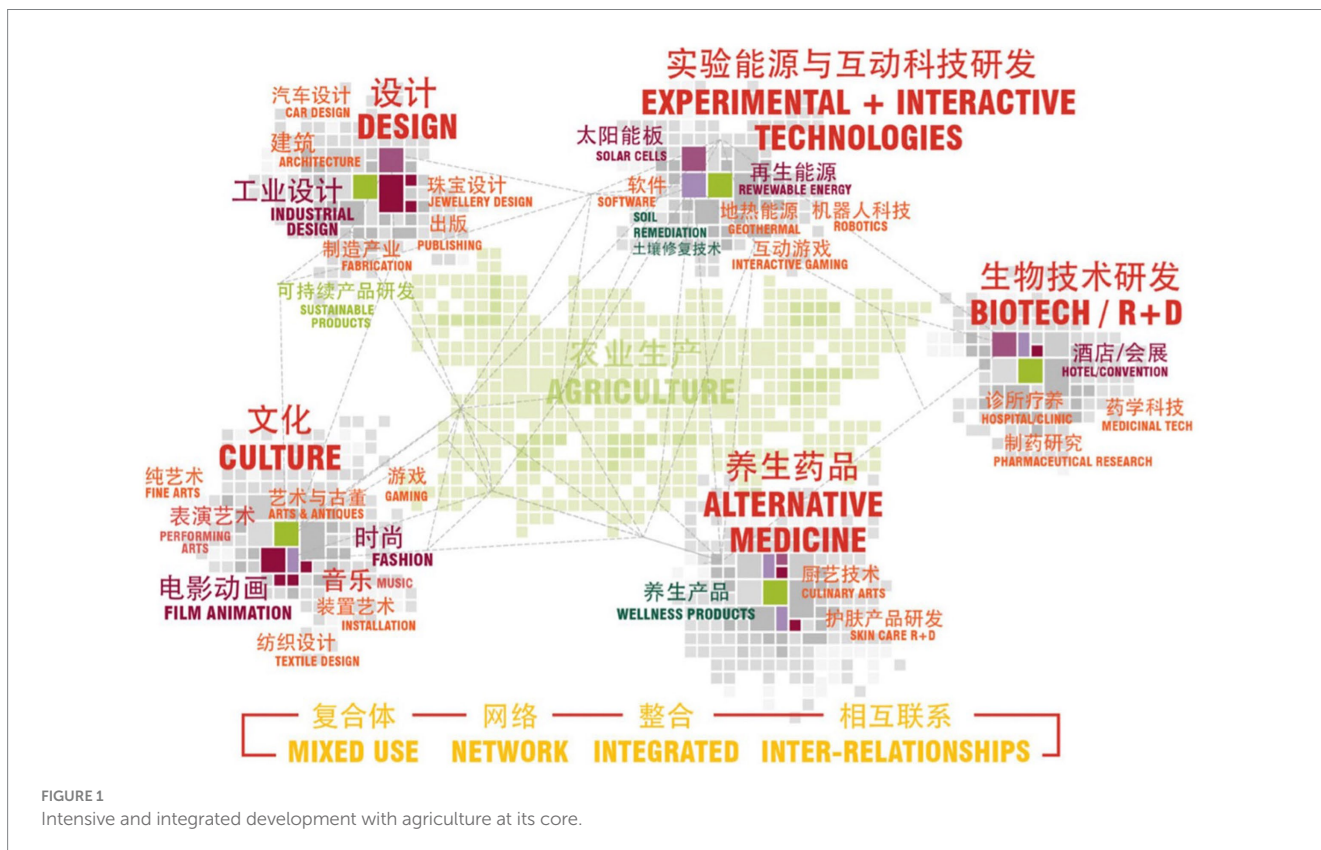 设计
DESIGN
汽车设计
CAR DESIGN
建筑
ARCHITECTURE
工业设计
INDUSTRIAL
DESIGN
珠宝设计
JEWELLERY DESIGN
出版
PUBLISHING
制造产业
FABRICATION
可持续产品研发
SUSTAINABLE
PRODUCTS
实验能源与互动科技研发
EXPERIMENTAL + INTERACTIVE
TECHNOLOGIES
太阳能板
SOLAR CELLS
再生能源
REWEWABLE ENERGY
软件
SOFTWARE
SOIL
REMEDIATION
土壤修复技术
地热能源
GEOTHERMAL
机器人科技
ROBOTICS
互动游戏
INTERACTIVE GAMING
生物技术研发
BIOTECH / R+D
酒店/会展
HOTEL/CONVENTION
诊所疗养
HOSPITAL/CLINIC
药学科技
MEDICINAL TECH
制药研究
PHARMACEUTICAL RESEARCH
农业生产
AGRICULTURE
文化
CULTURE
纯艺术
FINE ARTS
艺术与古董
ARTS & ANTIQUES
游戏
GAMING
表演艺术
PERFORMING
ARTS
时尚
FASHION
电影动画
FILM ANIMATION
音乐 MUSIC
装置艺术
INSTALLATION
纺织设计
TEXTILE DESIGN
养生药品
ALTERNATIVE
MEDICINE
养生产品
WELLNESS PRODUCTS
厨艺技术
CULINARY ARTS
护肤产品研发
SKIN CARE R+D
复合体 网络 整合 相互联系
MIXED USE NETWORK INTEGRATED INTER-RELATIONSHIPS
FIGURE 1
Intensive and integrated development with agriculture at its core.